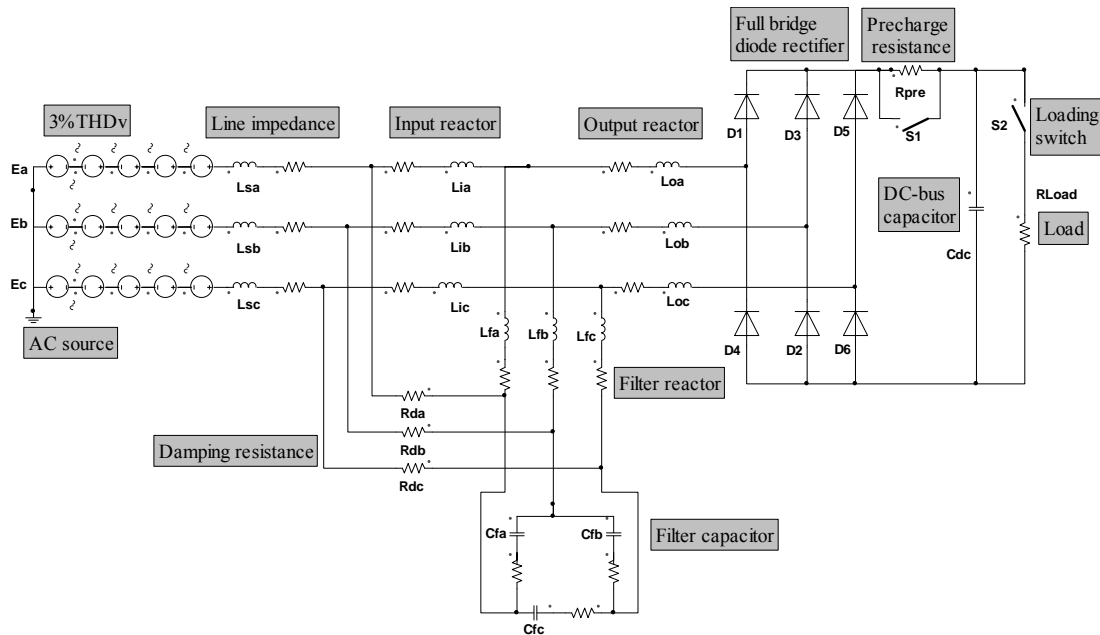 Full bridge
diode rectifier
Precharge
resistance
Rpre
3%THDv
Line impedance
Input reactor
Output reactor
D1
D3
D5
S1
S2
Loading
switch
Ea
Lsa
Lia
Loa
DC-bus
capacitor
RLoad
Load
Eb
Lsb
Lib
Lob
Cdc
Ec
Lsc
Lic
Loc
AC source
Lfa
Lfb
Lfc
D4
D2
D6
Filter reactor
Rda
Rdb
Damping resistance
Rdc
Cfa
Cfb
Filter capacitor
Cfc